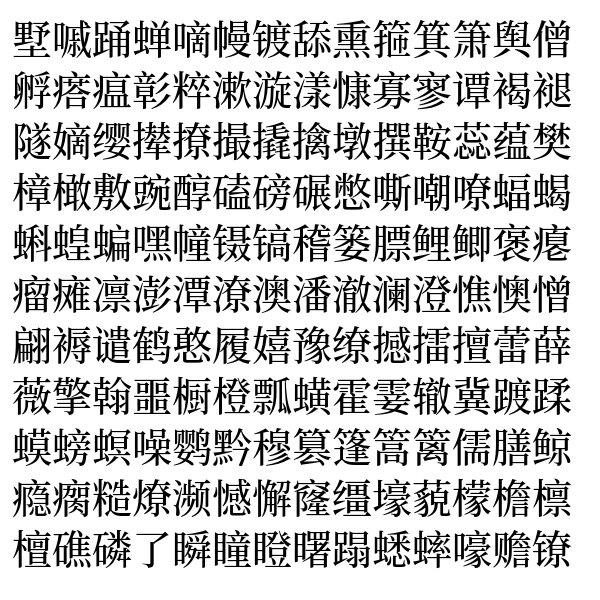 墅嘁踊蝉嘀幔镀舔熏箍箕箫舆僧
孵瘩瘟彰粹漱漩漾慷寡寥谭褐褪
隧嫡缨撵撩撮撬擒墩撰鞍蕊蕴樊
樟橄敷豌醇磕磅碾憋嘶嘲嘹蝠蝎
蝌蝗蝙嘿幢镊镐稽篓膘鲤鲫褒瘪
瘤瘫凛澎潭潦澳潘澈澜澄憔懊憎
翩褥谴鹤憨履嬉豫缭撼擂擅蕾薛
薇擎翰噩橱橙瓢蟥霍霎辙冀踱蹂
蟆螃螟噪鹦黔穆篡篷篙篱儒膳鲸
瘾瘸糙燎濒憾懈窿缰壕藐檬檐檩
檀礁磷了瞬瞳瞪曙蹋蟋蟀嚎赡镣